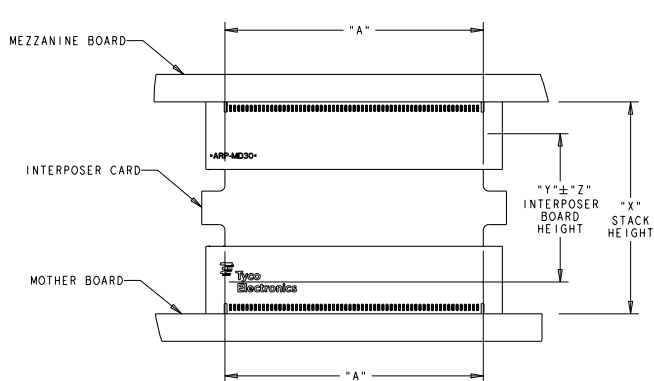 "A"
MEZZANINE BOARD
>ARP-MD30<
INTERPOSER CARD
"Y"±"Z"
INTERPOSER
BOARD
HEIGHT
"X"
STACK
HEIGHT
Tyco
Electronics
MOTHER BOARD
"A"